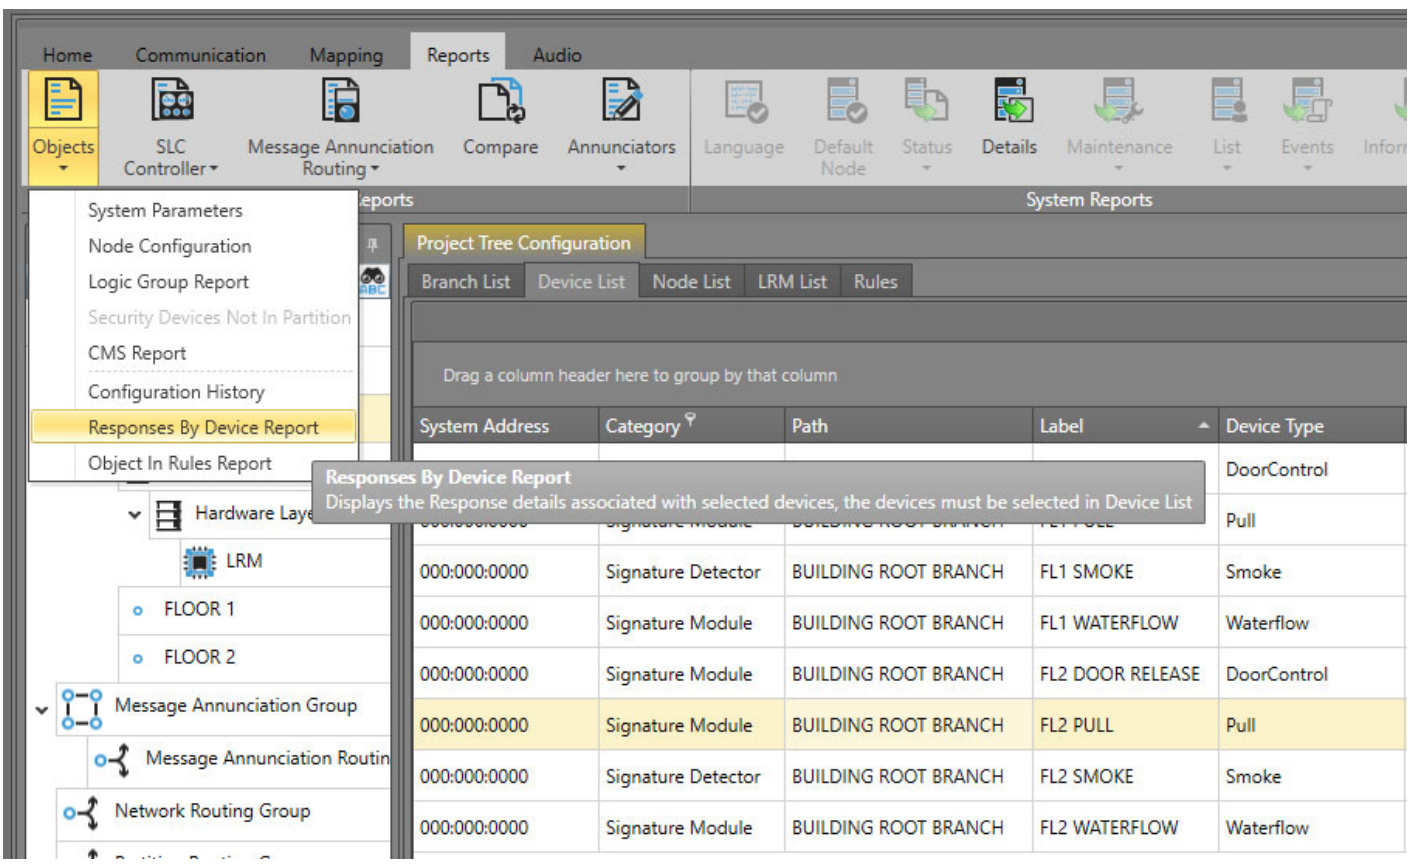 Home Communication Mapping Reports Audio
Objects SLC Controller Message Annunciation Routing Compare Annunciators Language Default Node Status Details Maintenance List Events
System Reports
System Parameters
Node Configuration
Logic Group Report
Security Devices Not In Partition
CMS Report
Configuration History
Responses By Device Report
Object In Rules Report
ABC
Hardware
LRM
FLOOR 1
FLOOR 2
Message Annunciation Group
Message Annunciation
Network Routing Group
Project Tree Configuration
Branch List Device List Node List LRM List Rules
Drag a column header here to group by that column
System Address Category Path Label Device Type
DoorControl
Responses By Device Report
Displays the Response details associated with selected devices, the devices must be selected in Device List
Pull
000:000:0000 Signature Detector BUILDING ROOT BRANCH FL1 SMOKE Smoke
000:000:0000 Signature Module BUILDING ROOT BRANCH FL1 WATERFLOW Waterflow
000:000:0000 Signature Module BUILDING ROOT BRANCH FL2 DOOR RELEASE DoorControl
000:000:0000 Signature Module BUILDING ROOT BRANCH FL2 PULL Pull
000:000:0000 Signature Detector BUILDING ROOT BRANCH FL2 SMOKE Smoke
000:000:0000 Signature Module BUILDING ROOT BRANCH FL2 WATERFLOW Waterflow